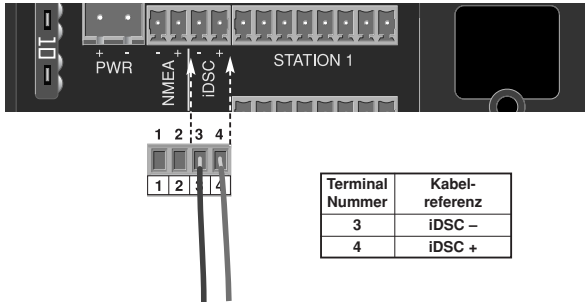 10
+ - - + - +
PWR NMEA iDSC STATION 1
1 2 3 4
1 2 3 4
Terminal Nummer Kabel-referenz
3 iDSC –
4 iDSC +